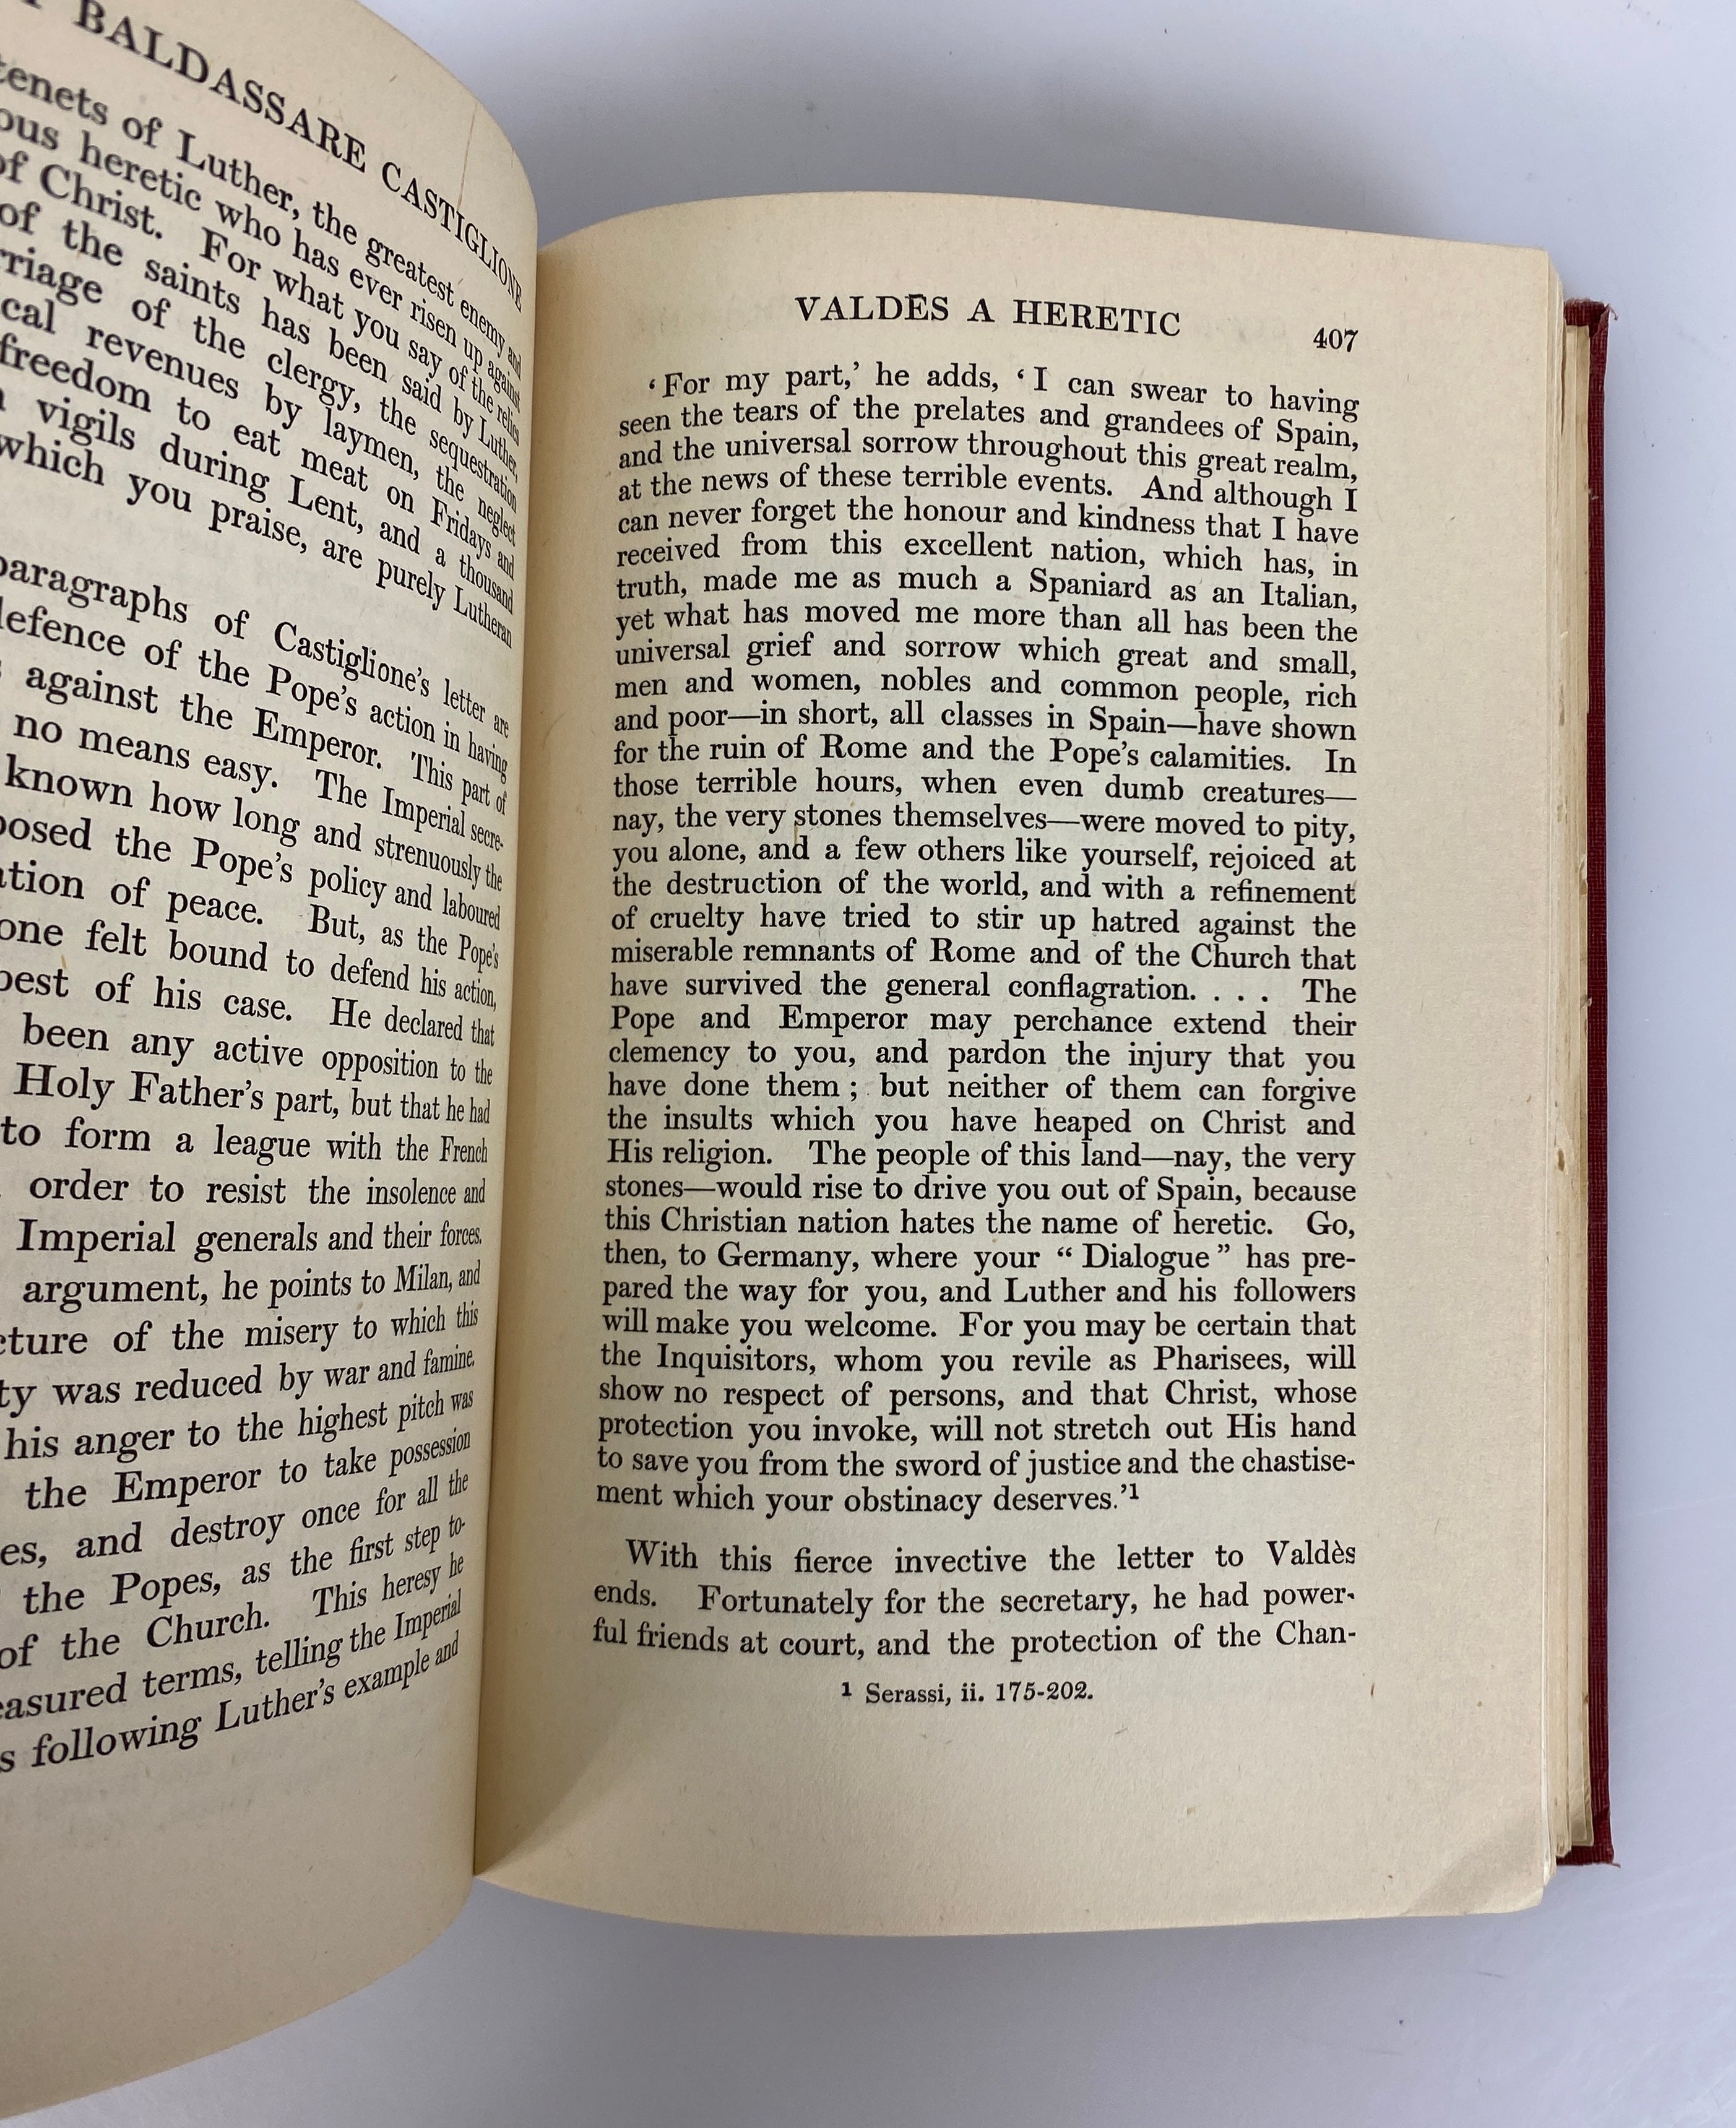 BALDASSARE CASTIGLIONE
tenets of Luther, the greatest enemy and
heretic who has ever risen up against
of Christ. For what you say of the relics
of the saints has been said by Luther,
of the clergy, the sequestration
revenues by laymen, the neglect
freedom to eat meat on Fridays and
vigils during Lent, and a thousand
which you praise, are purely Lutheran
paragraphs of Castiglione's letter are
defence of the Pope's action in having
against the Emperor. This part of
no means easy. The Imperial secre-
known how long and strenuously the
the Pope's policy and laboured
of peace. But, as the Pope's
felt bound to defend his action,
best of his case. He declared that
been any active opposition to the
Holy Father's part, but that he had
to form a league with the French
order to resist the insolence and
Imperial generals and their forces.
argument, he points to Milan, and
of the misery to which this
was reduced by war and famine.
his anger to the highest pitch was
the Emperor to take possession
and destroy once for all the
the Popes, as the first step to-
of the Church. This heresy he
terms, telling the Imperial
following Luther's example and
VALDÈS A HERETIC 407
'For my part,' he adds, 'I can swear to having
seen the tears of the prelates and grandees of Spain,
and the universal sorrow throughout this great realm,
at the news of these terrible events. And although I
can never forget the honour and kindness that I have
received from this excellent nation, which has, in
truth, made me as much a Spaniard as an Italian,
yet what has moved me more than all has been the
universal grief and sorrow which great and small,
men and women, nobles and common people, rich
and poor—in short, all classes in Spain—have shown
for the ruin of Rome and the Pope's calamities. In
those terrible hours, when even dumb creatures—
nay, the very stones themselves—were moved to pity,
you alone, and a few others like yourself, rejoiced at
the destruction of the world, and with a refinement
of cruelty have tried to stir up hatred against the
miserable remnants of Rome and of the Church that
have survived the general conflagration. . . . The
Pope and Emperor may perchance extend their
clemency to you, and pardon the injury that you
have done them ; but neither of them can forgive
the insults which you have heaped on Christ and
His religion. The people of this land—nay, the very
stones—would rise to drive you out of Spain, because
this Christian nation hates the name of heretic. Go,
then, to Germany, where your “ Dialogue ” has pre-
pared the way for you, and Luther and his followers
will make you welcome. For you may be certain that
the Inquisitors, whom you revile as Pharisees, will
show no respect of persons, and that Christ, whose
protection you invoke, will not stretch out His hand
to save you from the sword of justice and the chastise-
ment which your obstinacy deserves.'1
With this fierce invective the letter to Valdès
ends. Fortunately for the secretary, he had power-
ful friends at court, and the protection of the Chan-
1 Serassi, ii. 175-202.